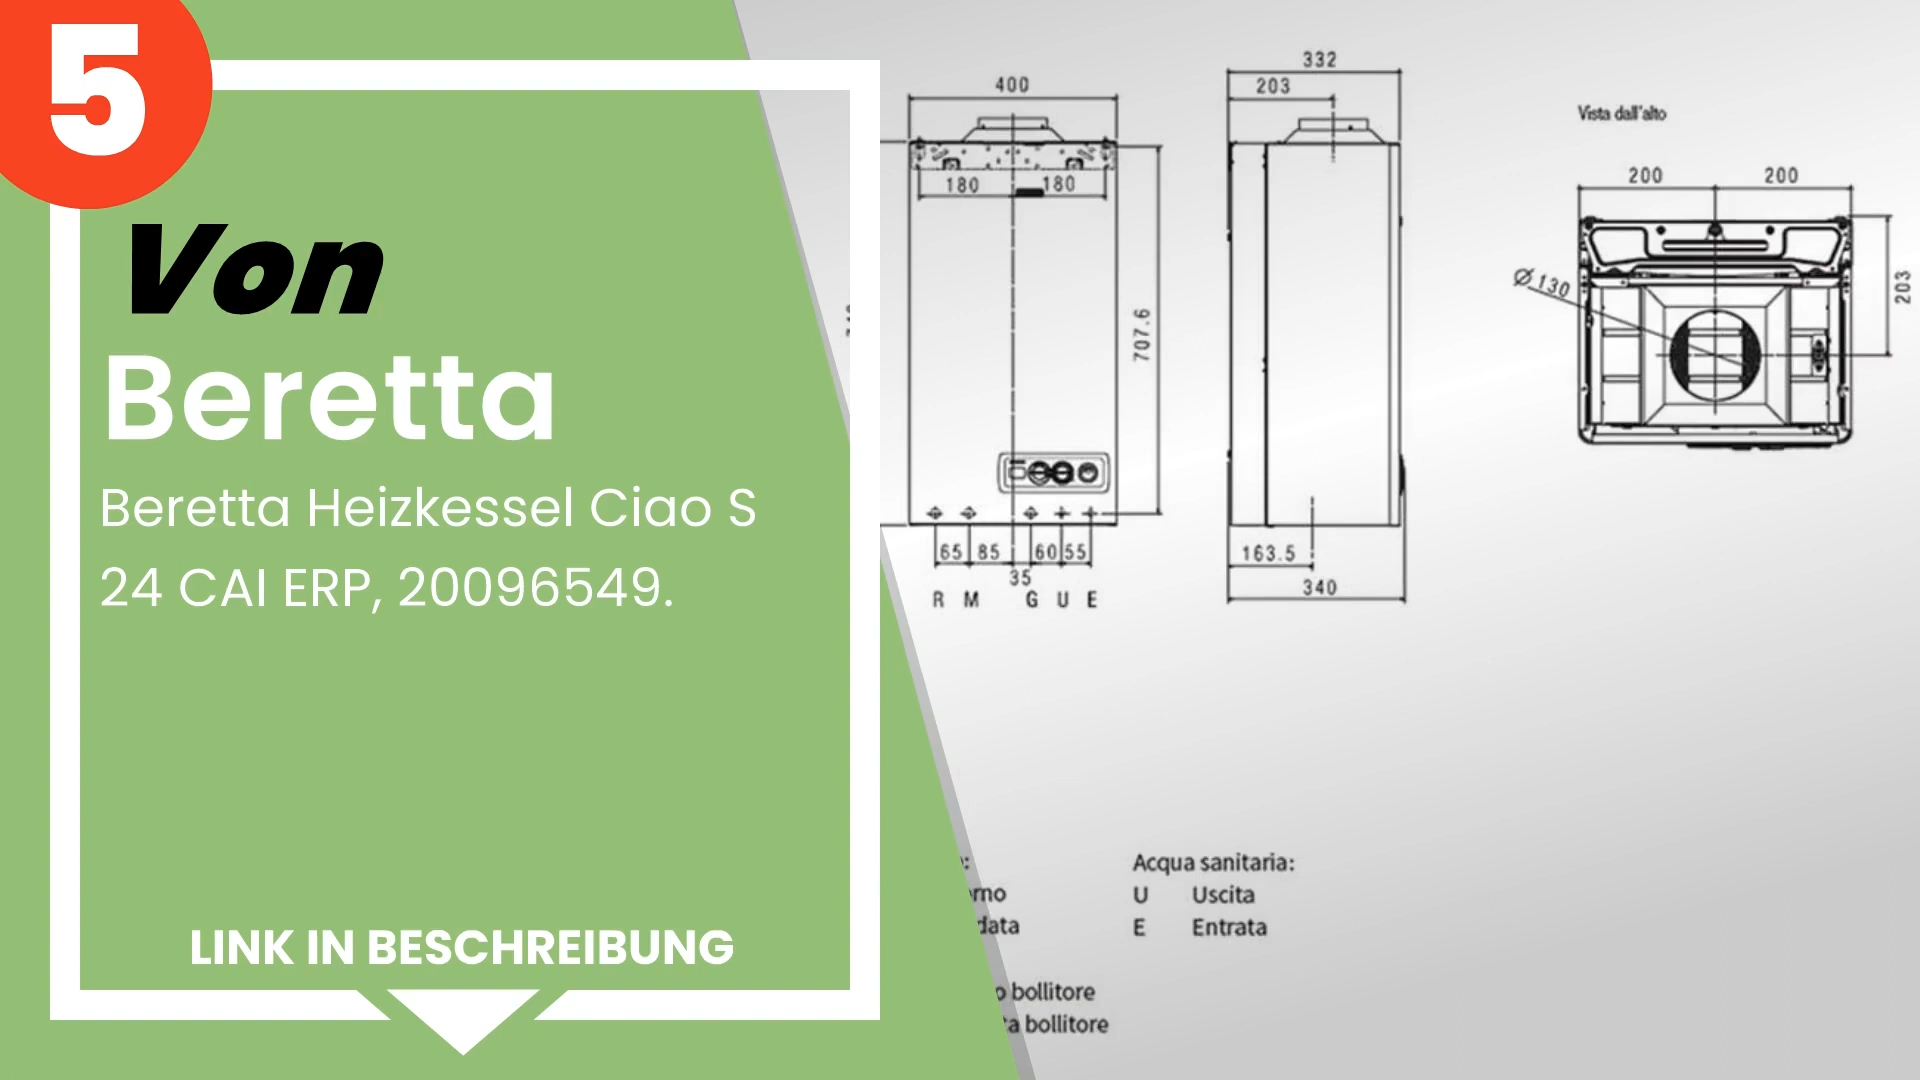 5
Von
Beretta
Beretta Heizkessel Ciao S
24 CAI ERP, 20096549.
LINK IN BESCHREIBUNG
400
180
180
707.6
65
85
35
60
55
R
M
G
U
E
332
203
163.5
340
Vista dall'alto
200
200
Ø 130
203
Acqua sanitaria:
U Uscita
E Entrata
bollitore
bollitore